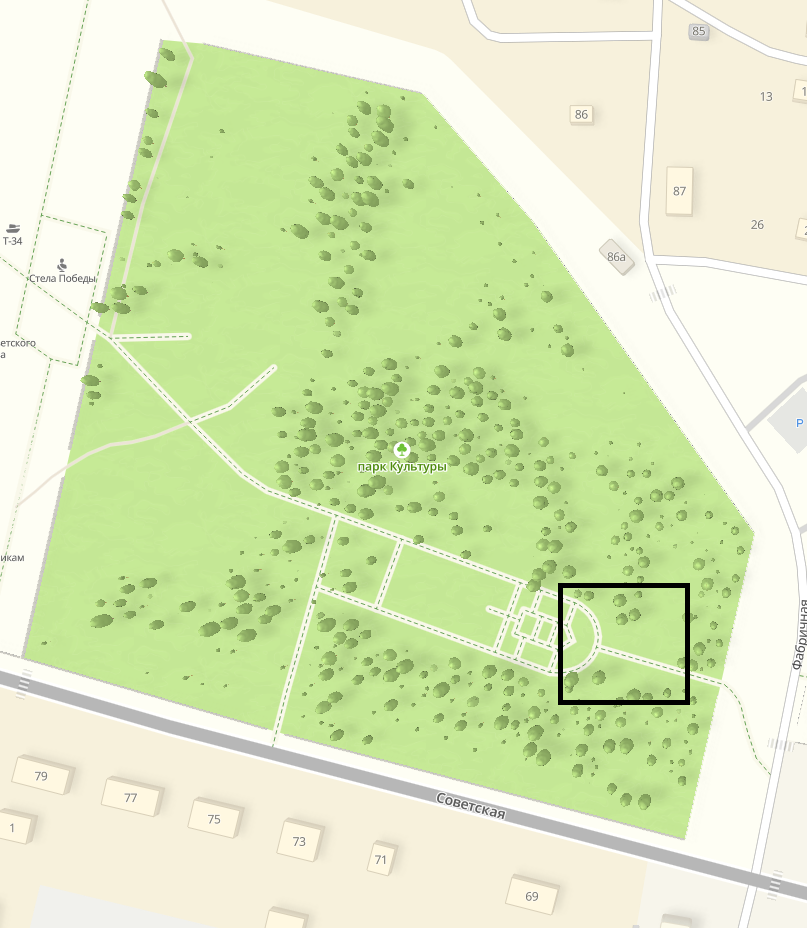 85
13
86
87
26
Т-34
86а
Стела Победы
етского
а
Р
парк Культуры
икам
Фабричная
79
77
Советская
75
1
73
71
69